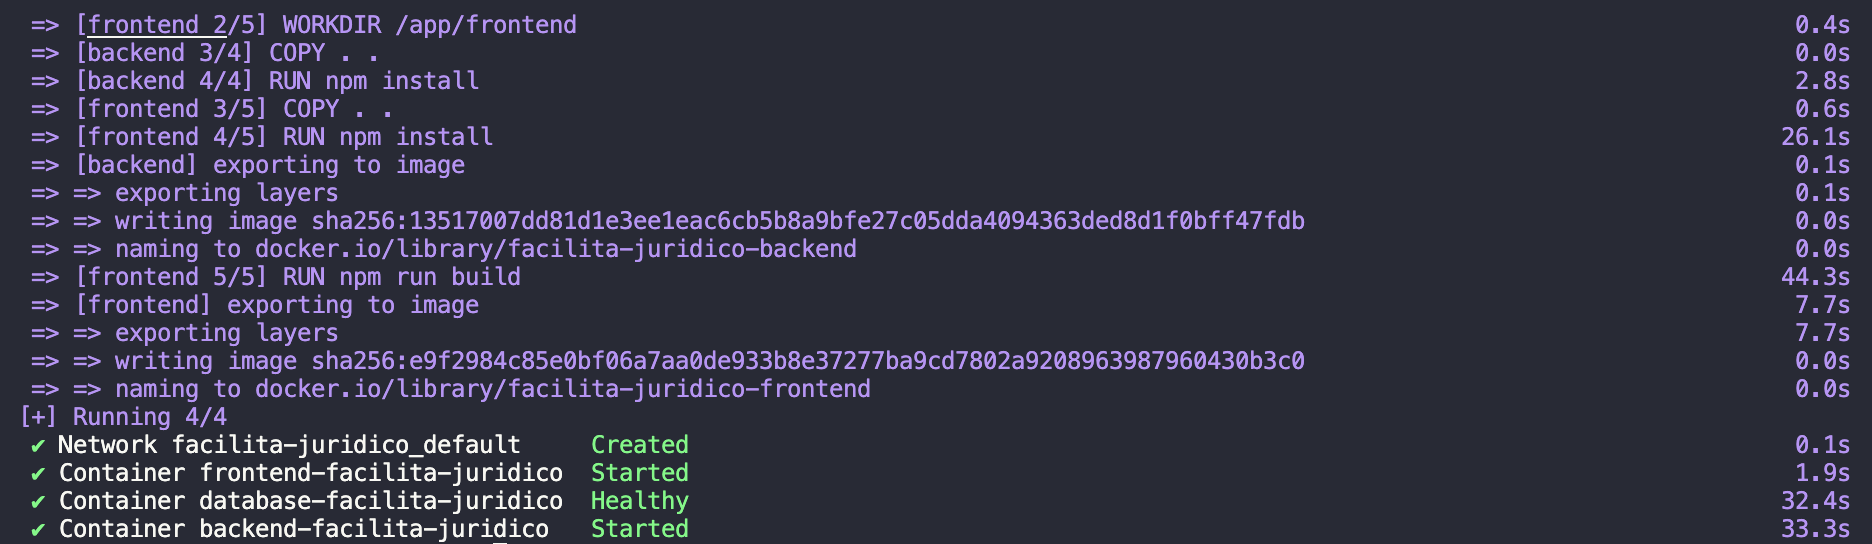 => [frontend 2/5] WORKDIR /app/frontend 0.4s
=> [backend 3/4] COPY . . 0.0s
=> [backend 4/4] RUN npm install 2.8s
=> [frontend 3/5] COPY . . 0.6s
=> [frontend 4/5] RUN npm install 26.1s
=> [backend] exporting to image 0.1s
=> => exporting layers 0.1s
=> => writing image sha256:13517007dd81d1e3ee1eac6cb5b8a9bfe27c05dda4094363ded8d1f0bff47fdb 0.0s
=> => naming to docker.io/library/facilita-juridico-backend 0.0s
=> [frontend 5/5] RUN npm run build 44.3s
=> [frontend] exporting to image 7.7s
=> => exporting layers 7.7s
=> => writing image sha256:e9f2984c85e0bf06a7aa0de933b8e37277ba9cd7802a9208963987960430b3c0 0.0s
=> => naming to docker.io/library/facilita-juridico-frontend 0.0s
[+] Running 4/4
✔ Network facilita-juridico_default Created 0.1s
✔ Container frontend-facilita-juridico Started 1.9s
✔ Container database-facilita-juridico Healthy 32.4s
✔ Container backend-facilita-juridico Started 33.3s